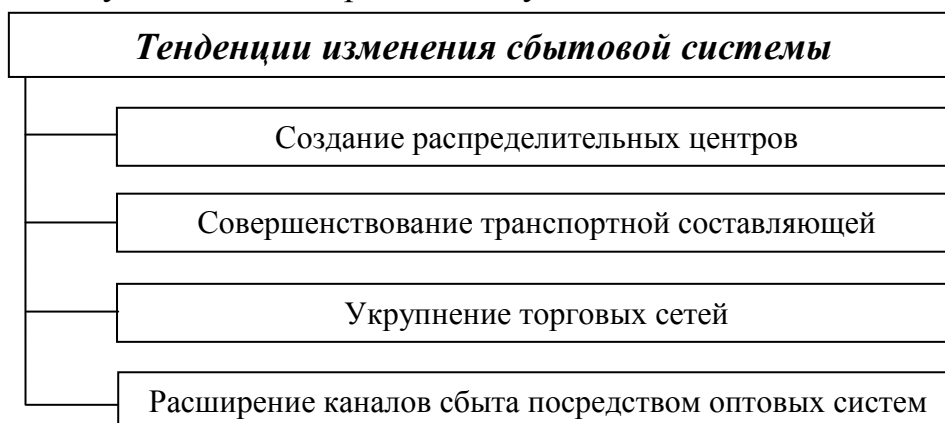 Тенденции изменения сбытовой системы
Создание распределительных центров
Совершенствование транспортной составляющей
Укрупнение торговых сетей
Расширение каналов сбыта посредством оптовых систем